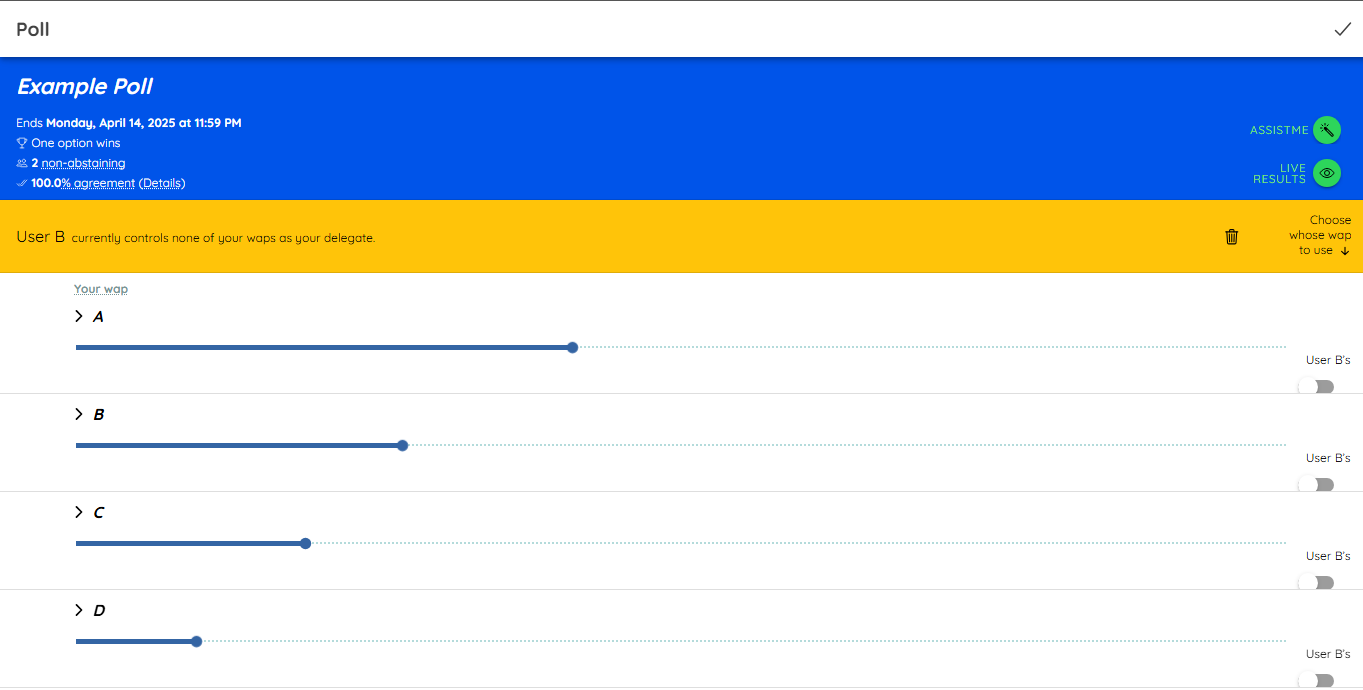 Poll
Example Poll
Ends Monday, April 14, 2025 at 11:59 PM
One option wins
2 non-abstaining
100.0% agreement (Details)
ASSISTME
LIVE
RESULTS
User B currently controls none of your waps as your delegate.
Choose
whose wap
to use ↓
Your wap
A
User B's
B
User B's
C
User B's
D
User B's